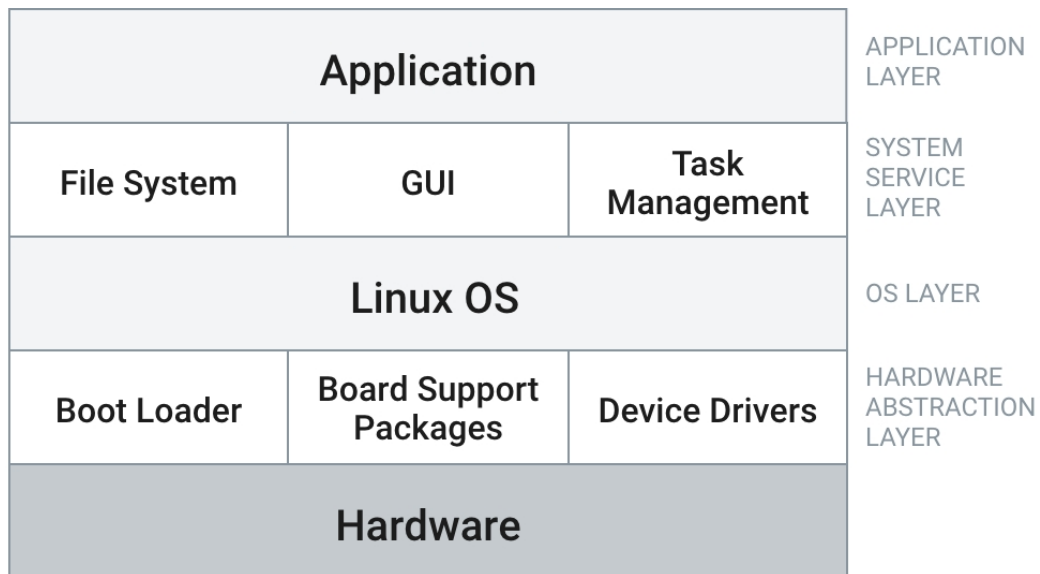 Application
APPLICATION
LAYER
File System
GUI
Task
Management
SYSTEM
SERVICE
LAYER
Linux OS
OS LAYER
Boot Loader
Board Support
Packages
Device Drivers
HARDWARE
ABSTRACTION
LAYER
Hardware